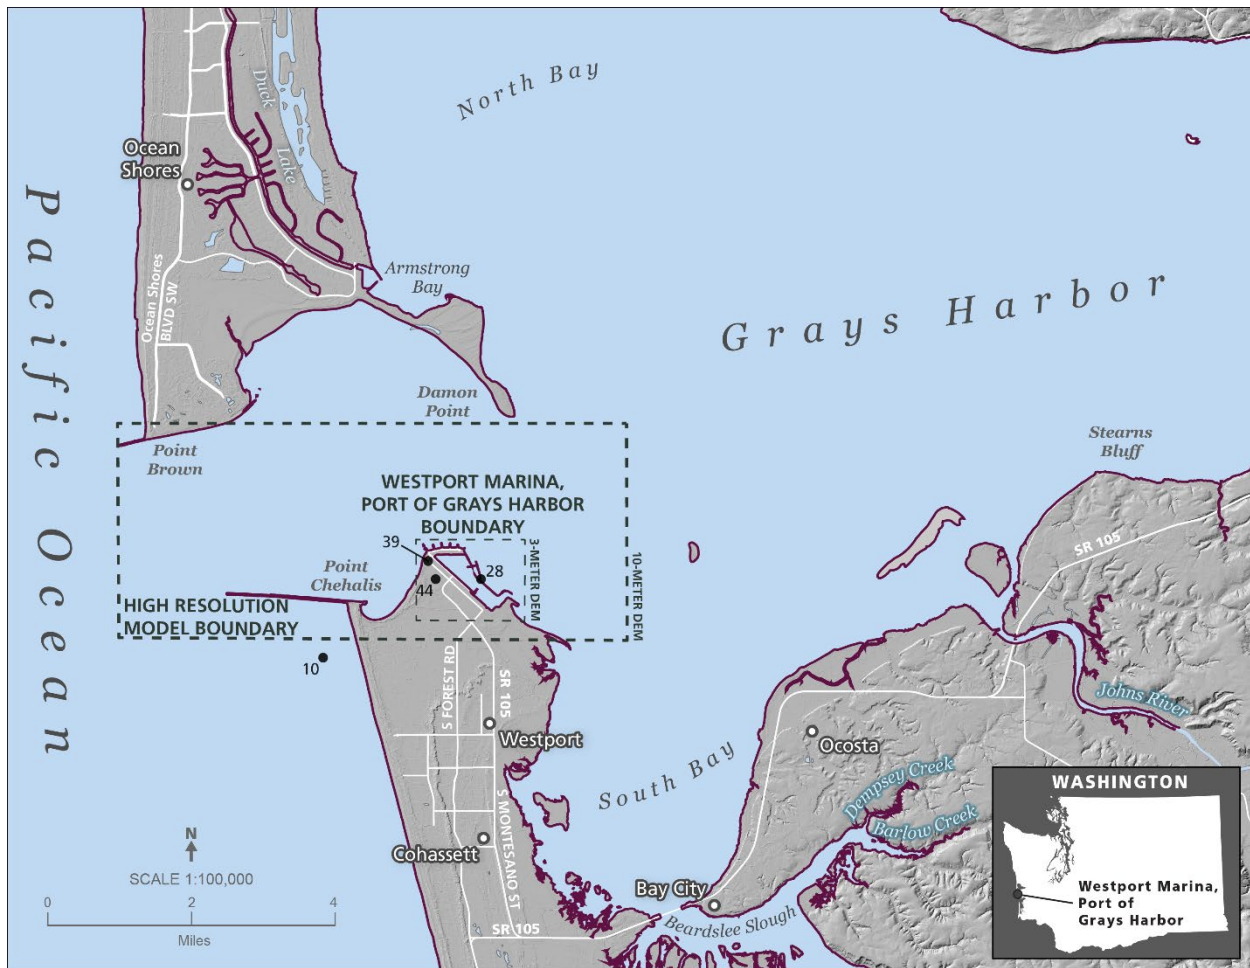 North Bay
Duck
Lake
Ocean
Shores
Pacific Ocean
Armstrong
Bay
Ocean Shores
BLVD SW
Grays Harbor
Damon
Point
Stearns
Bluff
Point
Brown
WESTPORT MARINA,
PORT OF GRAYS HARBOR
BOUNDARY
SR 105
39
3-METER DEM
10-METER DEM
Point
Chehalis
28
44
HIGH RESOLUTION
MODEL BOUNDARY
10
S FOREST RD
SR 105
Johns River
Westport
Ocosta
South Bay
Dempsey Creek
Barlow Creek
S MONTESANO ST
Cohassett
N
SCALE 1:100,000
0 2 4
Miles
Bay City
Beardslee Slough
SR 105
WASHINGTON
Westport Marina,
Port of
Grays Harbor